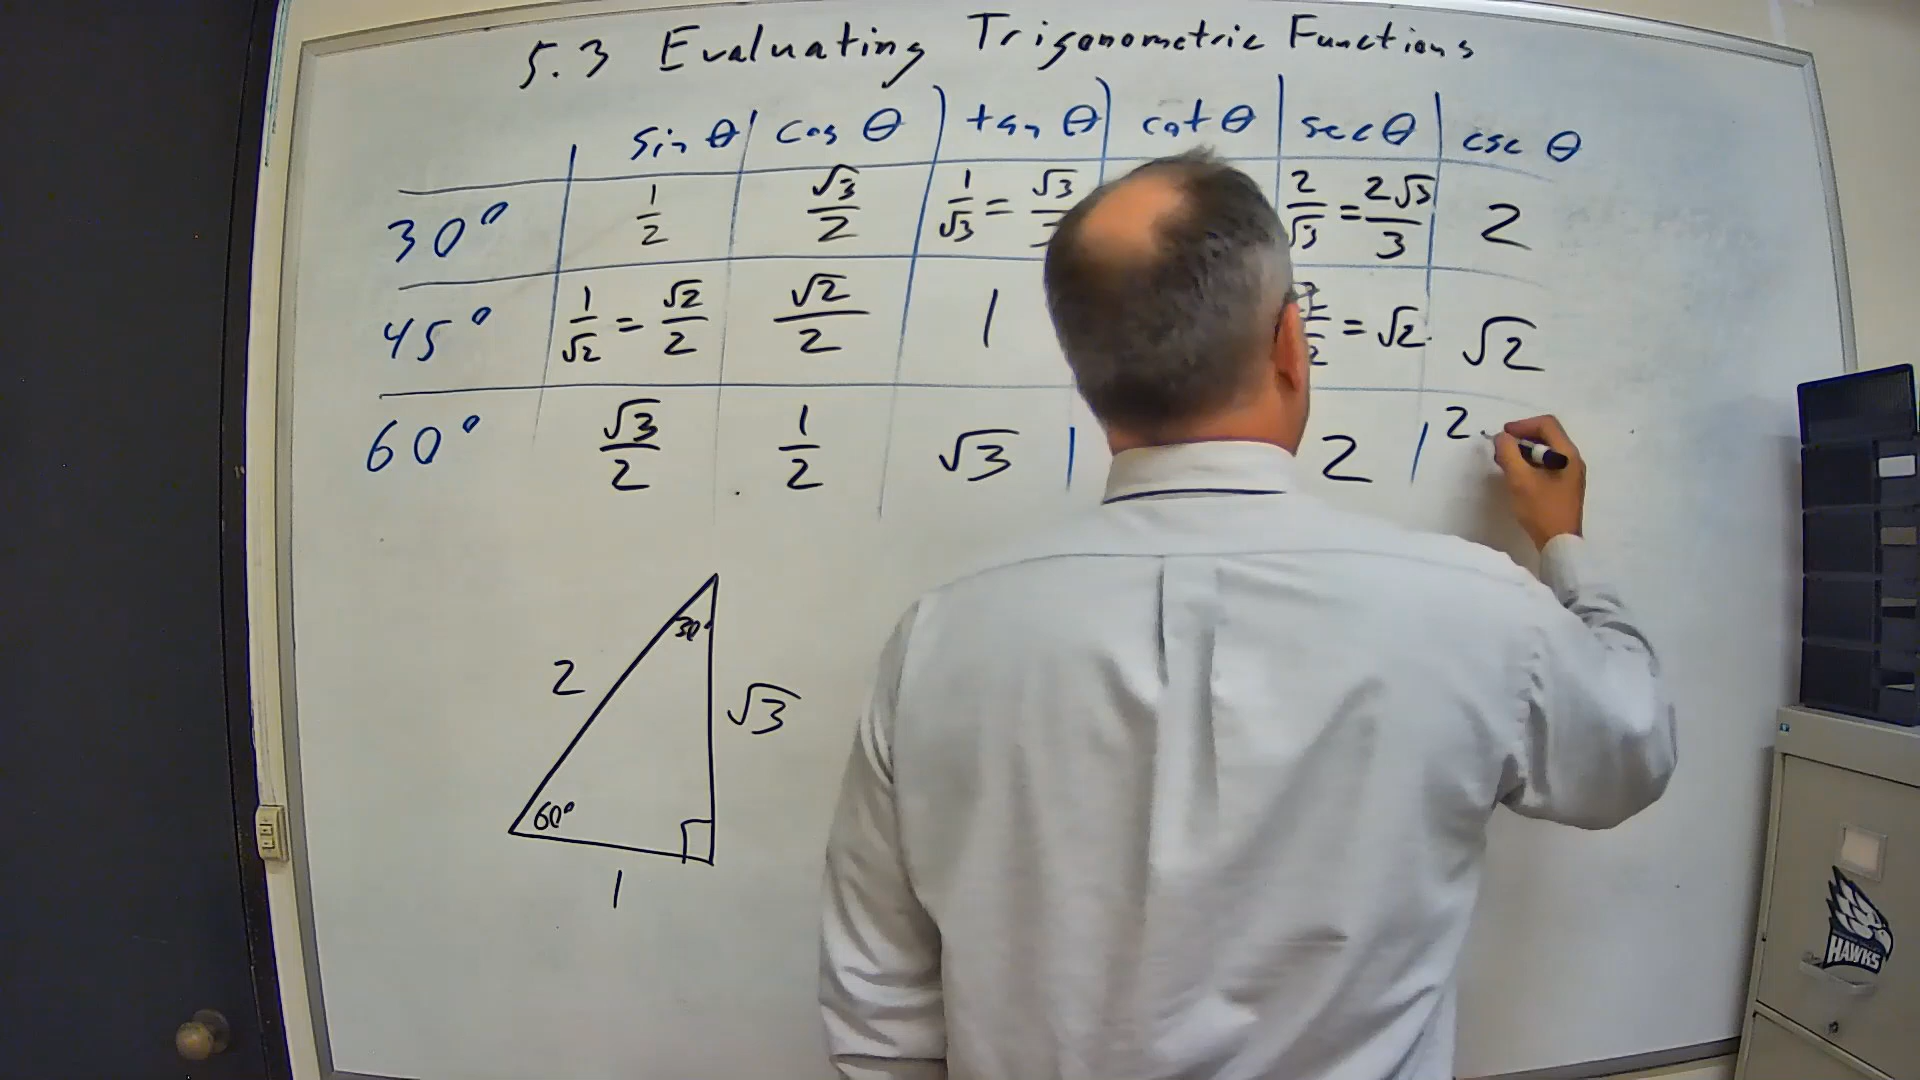 5.3 Evaluating Trigonometric Functions
sin θ cos θ tan θ cot θ sec θ csc θ
30° 1/2 √3/2 1/√3 = √3/3 2/√3 = 2√3/3 2
45° 1/√2 = √2/2 √2/2 1 = √2 √2
60° √3/2 1/2 √3 2 2
30°
2
√3
60°
1
HAWKS